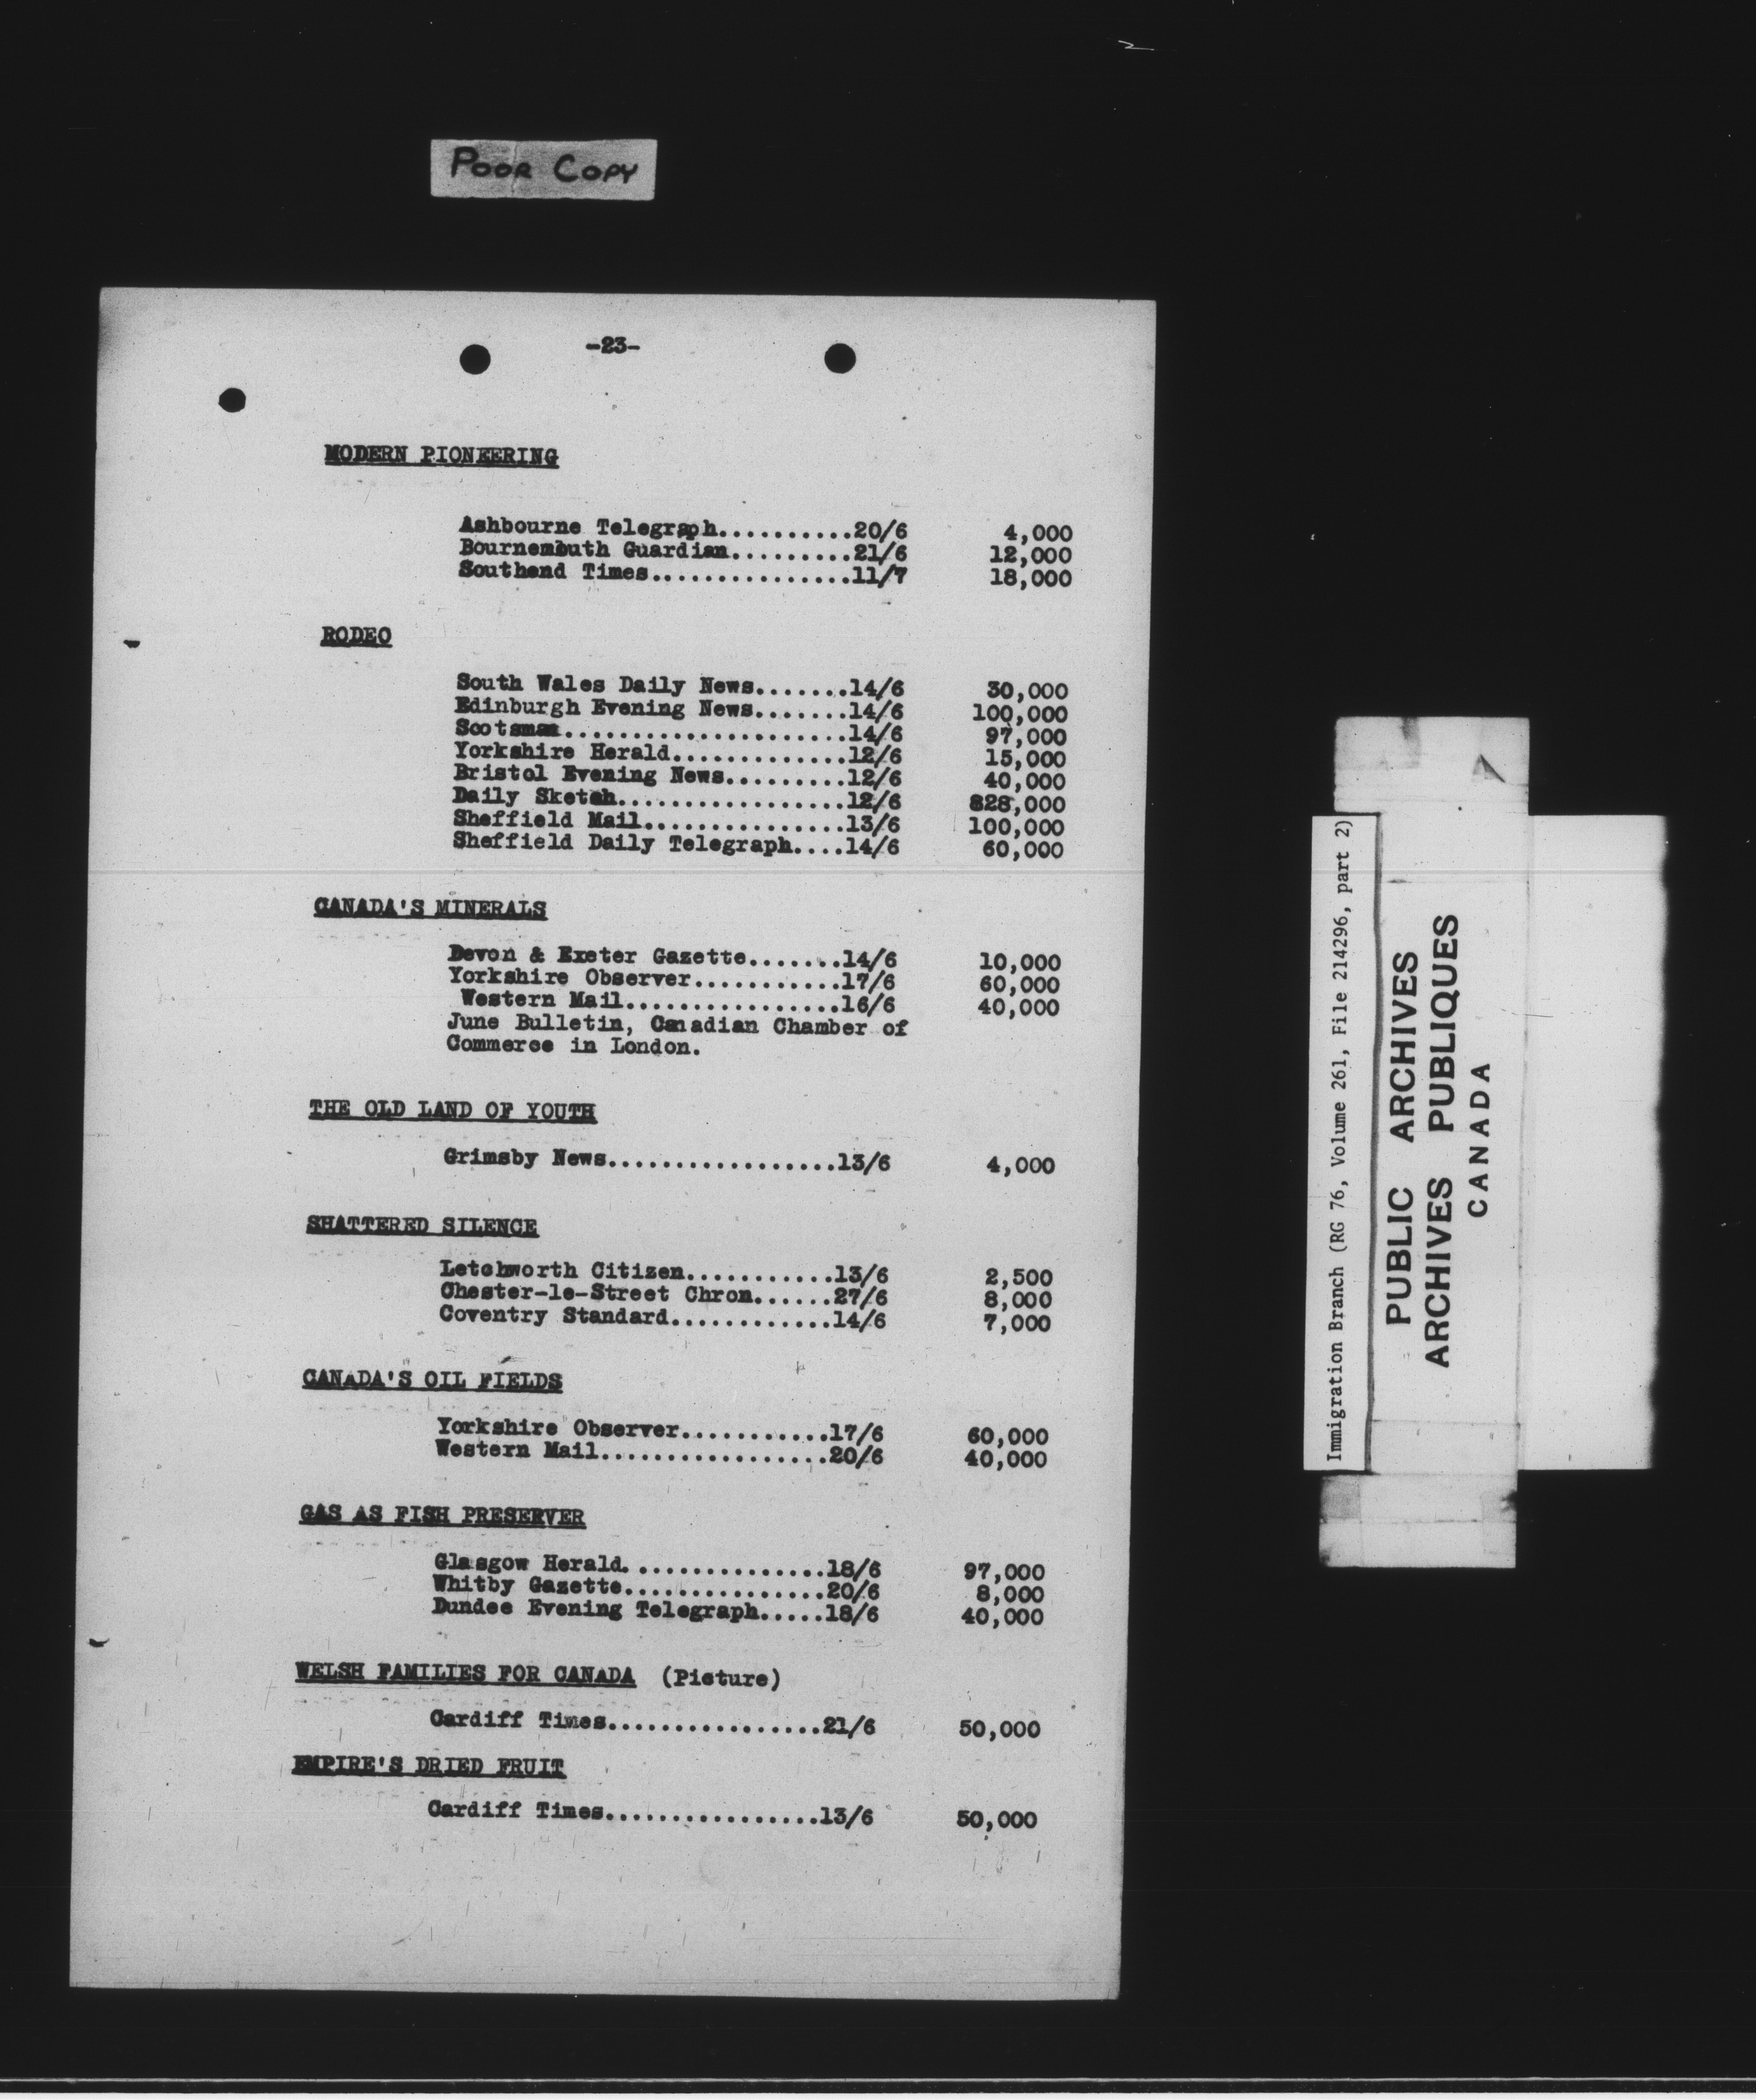 POOR COPY
-23-
MODERN PIONEERING
Ashbourne Telegraph..........20/6 4,000
Bournemouth Guardian.........21/6 12,000
Southend Times...............11/7 18,000
RODEO
South Wales Daily News.......14/6 30,000
Edinburgh Evening News.......14/6 100,000
Scotsman.....................14/6 97,000
Yorkshire Herald.............12/6 15,000
Bristol Evening News.........12/6 40,000
Daily Sketch.................12/6 828,000
Sheffield Mail...............13/6 100,000
Sheffield Daily Telegraph....14/6 60,000
CANADA'S MINERALS
Devon & Exeter Gazette.......14/6 10,000
Yorkshire Observer...........17/6 60,000
Western Mail................16/6 40,000
June Bulletin, Canadian Chamber of
Commerce in London.
THE OLD LAND OF YOUTH
Grimsby News.................13/6 4,000
SHATTERED SILENCE
Letchworth Citizen...........13/6 2,500
Chester-le-Street Chron......27/6 8,000
Coventry Standard............14/6 7,000
CANADA'S OIL FIELDS
Yorkshire Observer...........17/6 60,000
Western Mail.................20/6 40,000
GAS AS FISH PRESERVER
Glasgow Herald...............18/6 97,000
Whitby Gazette...............20/6 8,000
Dundee Evening Telegraph.....18/6 40,000
WELSH FAMILIES FOR CANADA (Picture)
Cardiff Times................21/6 50,000
EMPIRE'S DRIED FRUIT
Cardiff Times................13/6 50,000
Immigration Branch (RG 76, Volume 261, File 214296, part 2)
PUBLIC ARCHIVES
ARCHIVES PUBLIQUES
CANADA